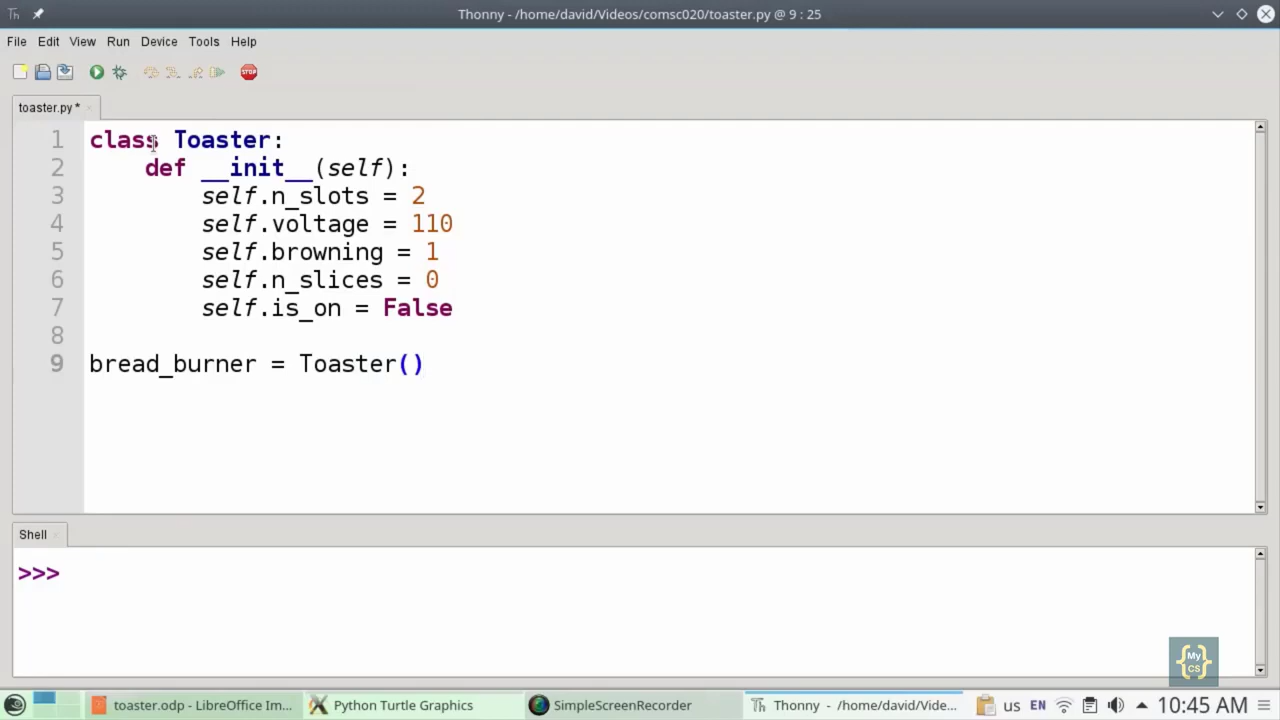 Thonny - /home/david/Videos/comsc020/toaster.py @ 9 : 25
File Edit View Run Device Tools Help
STOP
toaster.py *
1 class Toaster:
2     def __init__(self):
3         self.n_slots = 2
4         self.voltage = 110
5         self.browning = 1
6         self.n_slices = 0
7         self.is_on = False
8
9 bread_burner = Toaster()
Shell
>>>
{My CS}
toaster.odp - LibreOffice Im... Python Turtle Graphics SimpleScreenRecorder Thonny - /home/david/Vide... us EN 10:45 AM